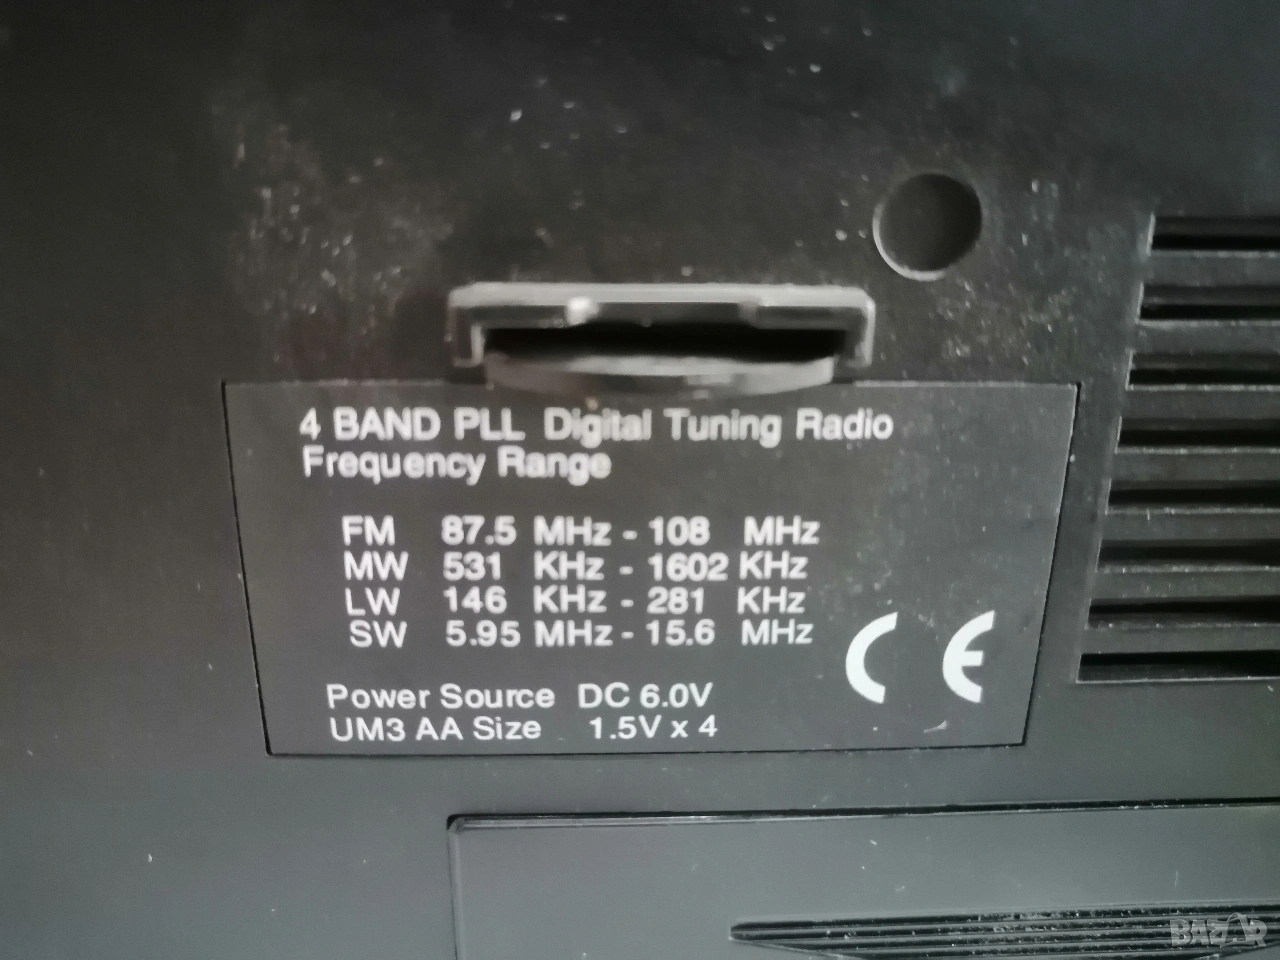 4 BAND PLL Digital Tuning Radio
Frequency Range
FM 87.5 MHz - 108 MHz
MW 531 KHz - 1602 KHz
LW 146 KHz - 281 KHz
SW 5.95 MHz - 15.6 MHz
CE
Power Source DC 6.0V
UM3 AA Size 1.5V x 4
BAZAR